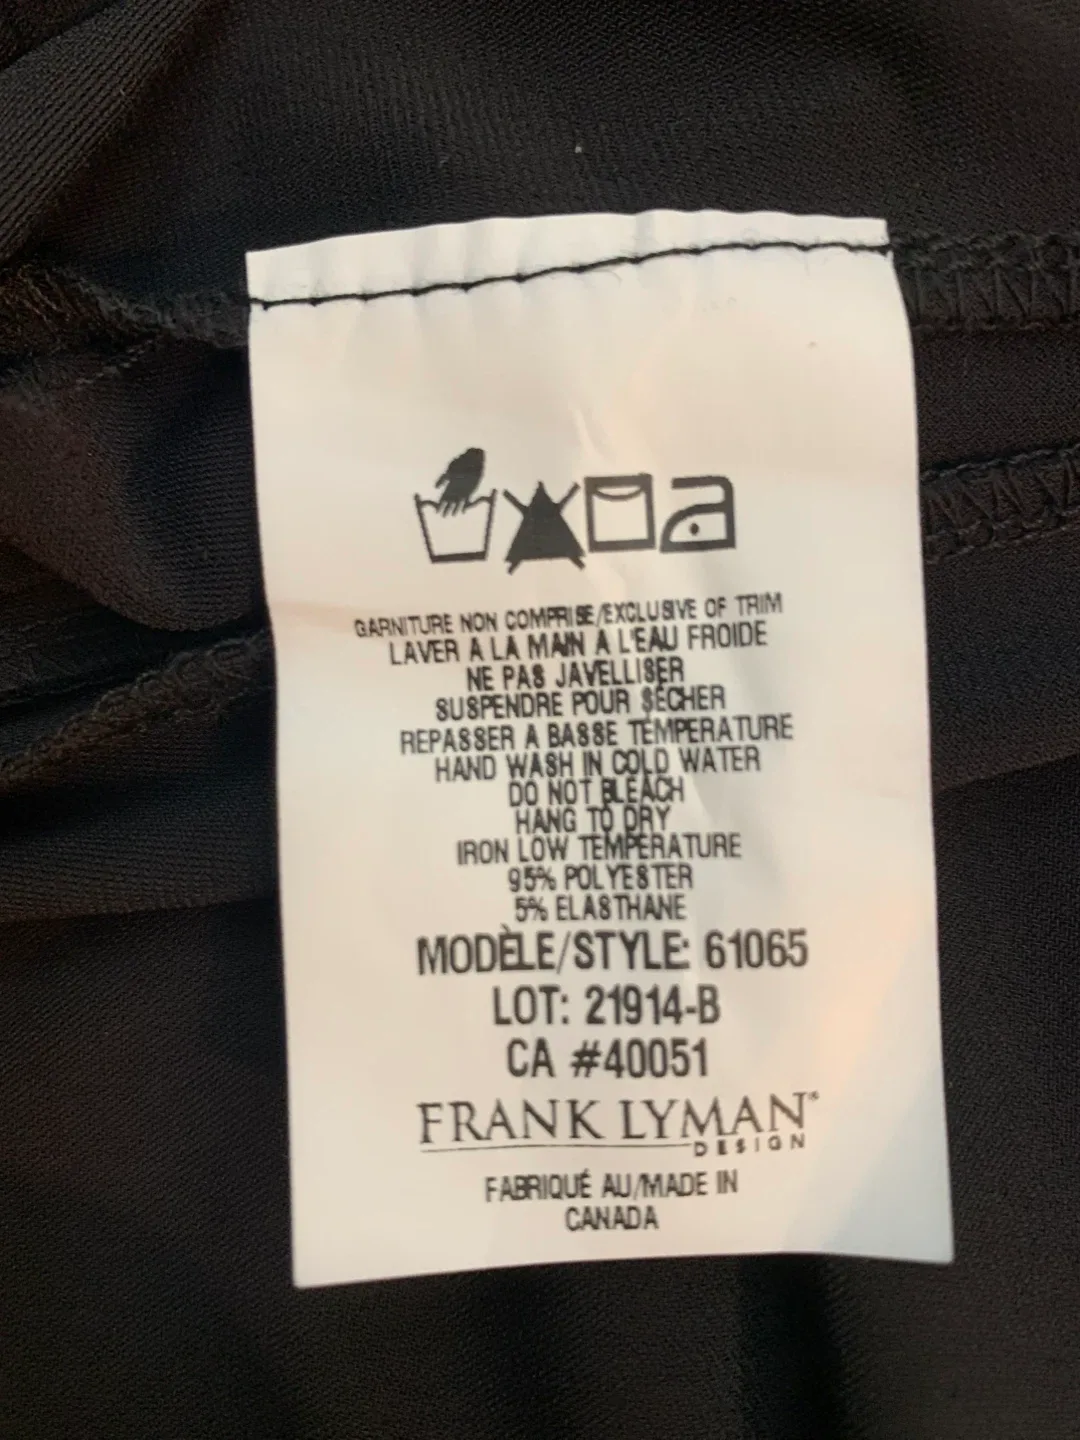 GARNITURE NON COMPRISE/EXCLUSIVE OF TRIM
LAVER A LA MAIN A L'EAU FROIDE
NE PAS JAVELLISER
SUSPENDRE POUR SÉCHER
REPASSER A BASSE TEMPERATURE
HAND WASH IN COLD WATER
DO NOT BLEACH
HANG TO DRY
IRON LOW TEMPERATURE
95% POLYESTER
5% ELASTHANE
MODÈLE/STYLE: 61065
LOT: 21914-B
CA #40051
FRANK LYMAN®
DESIGN
FABRIQUÉ AU/MADE IN
CANADA